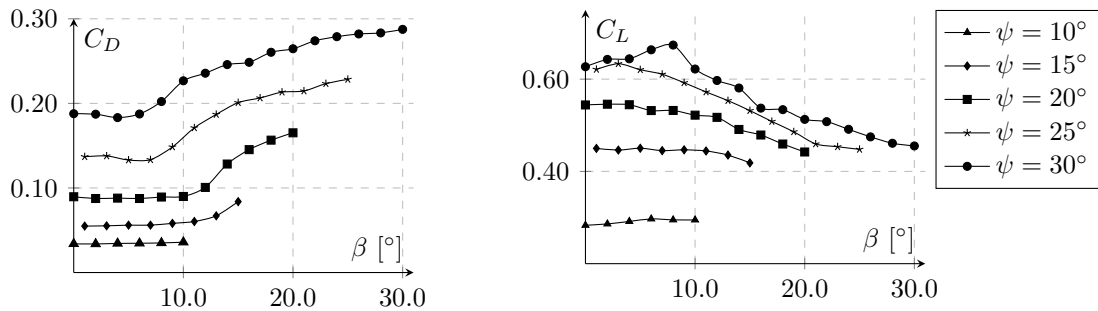 0.30
C_D
0.20
0.10
β [°]
10.0
20.0
30.0
C_L
0.60
0.40
β [°]
10.0
20.0
30.0
ψ = 10°
ψ = 15°
ψ = 20°
ψ = 25°
ψ = 30°